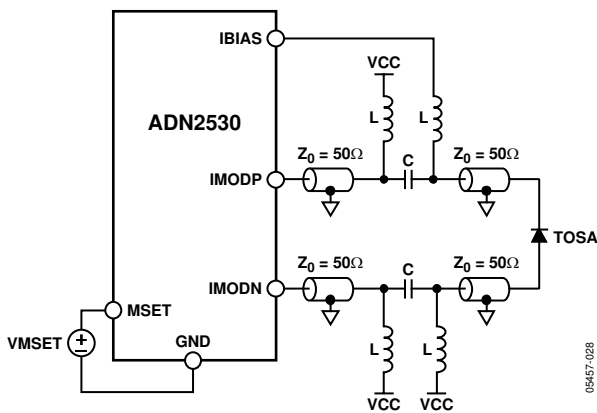 IBIAS
VCC
ADN2530
L
L
Z0 = 50Ω
C
Z0 = 50Ω
IMODP
TOSA
Z0 = 50Ω
C
Z0 = 50Ω
IMODN
MSET
GND
VMSET
L
L
VCC
VCC
05457-028